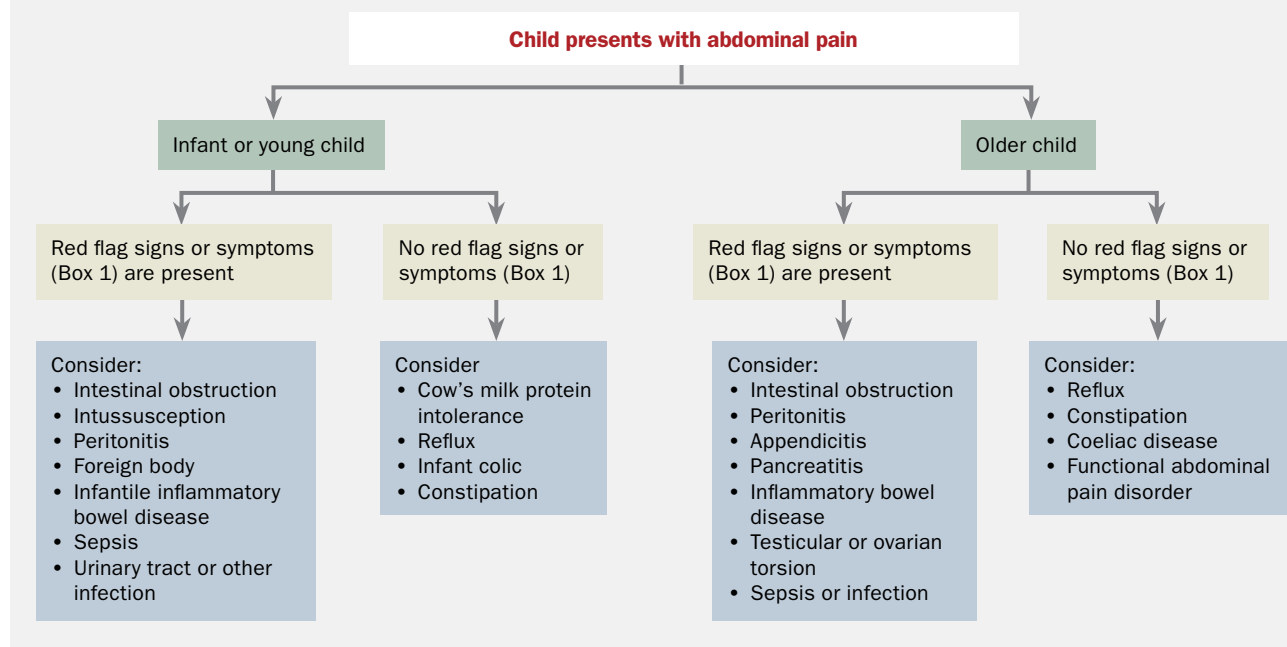 Child presents with abdominal pain
Infant or young child
Older child
Red flag signs or symptoms
(Box 1) are present
No red flag signs or
symptoms (Box 1)
Red flag signs or symptoms
(Box 1) are present
No red flag signs or
symptoms (Box 1)
Consider:
• Intestinal obstruction
• Intussusception
• Peritonitis
• Foreign body
• Infantile inflammatory
bowel disease
• Sepsis
• Urinary tract or other
infection
Consider
• Cow’s milk protein
intolerance
• Reflux
• Infant colic
• Constipation
Consider:
• Intestinal obstruction
• Peritonitis
• Appendicitis
• Pancreatitis
• Inflammatory bowel
disease
• Testicular or ovarian
torsion
• Sepsis or infection
Consider:
• Reflux
• Constipation
• Coeliac disease
• Functional abdominal
pain disorder